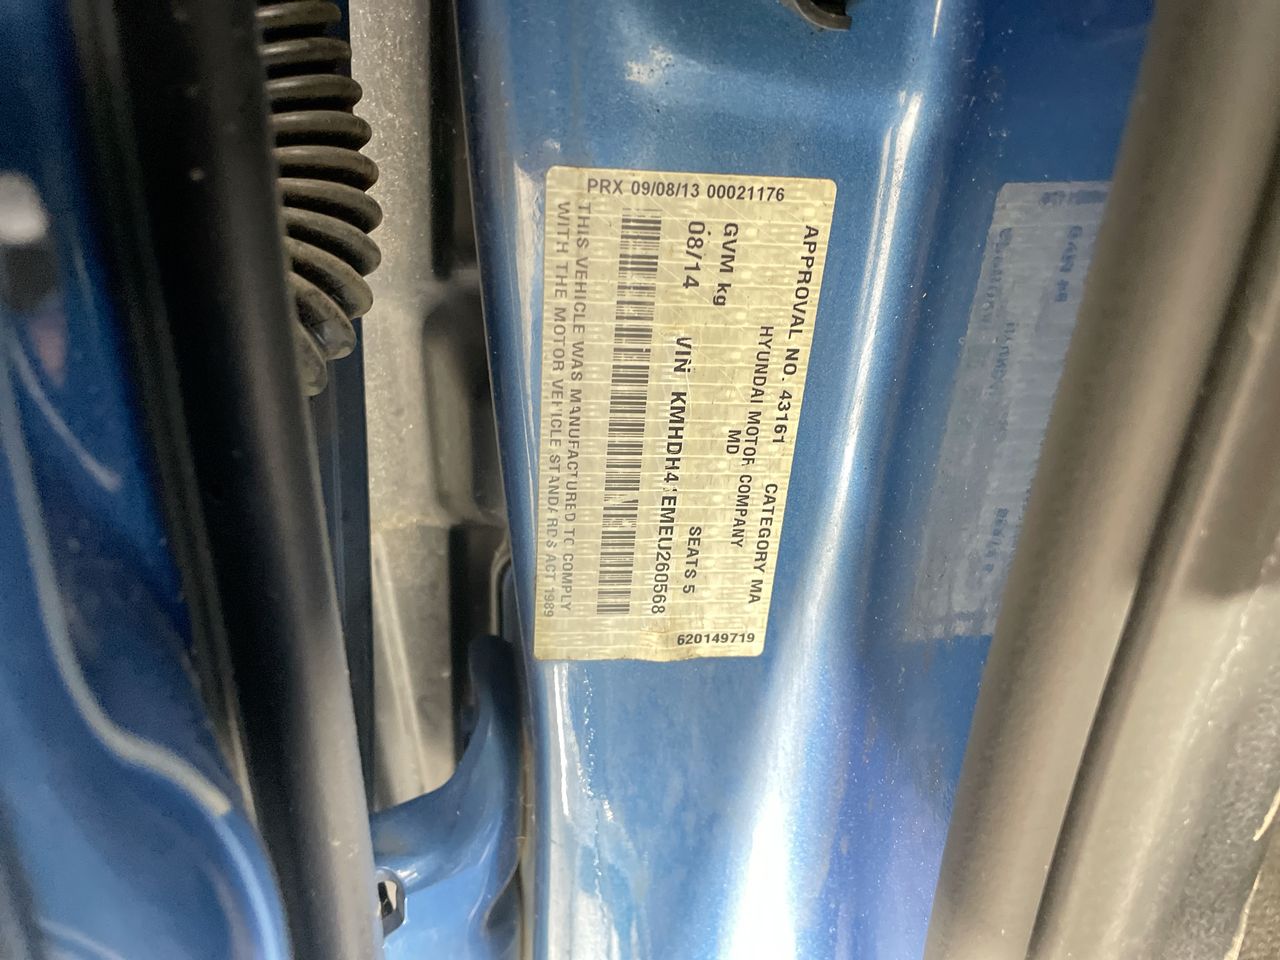 PRX 09/08/13 00021176
APPROVAL NO. 43161 CATEGORY MA
HYUNDAI MOTOR COMPANY
GVM kg MD
08/14 SEATS 5
VIN KMHDH4 EMEU260568
THIS VEHICLE WAS MANUFACTURED TO COMPLY
WITH THE MOTOR VEHICLE STANDARDS ACT 1989
620149719